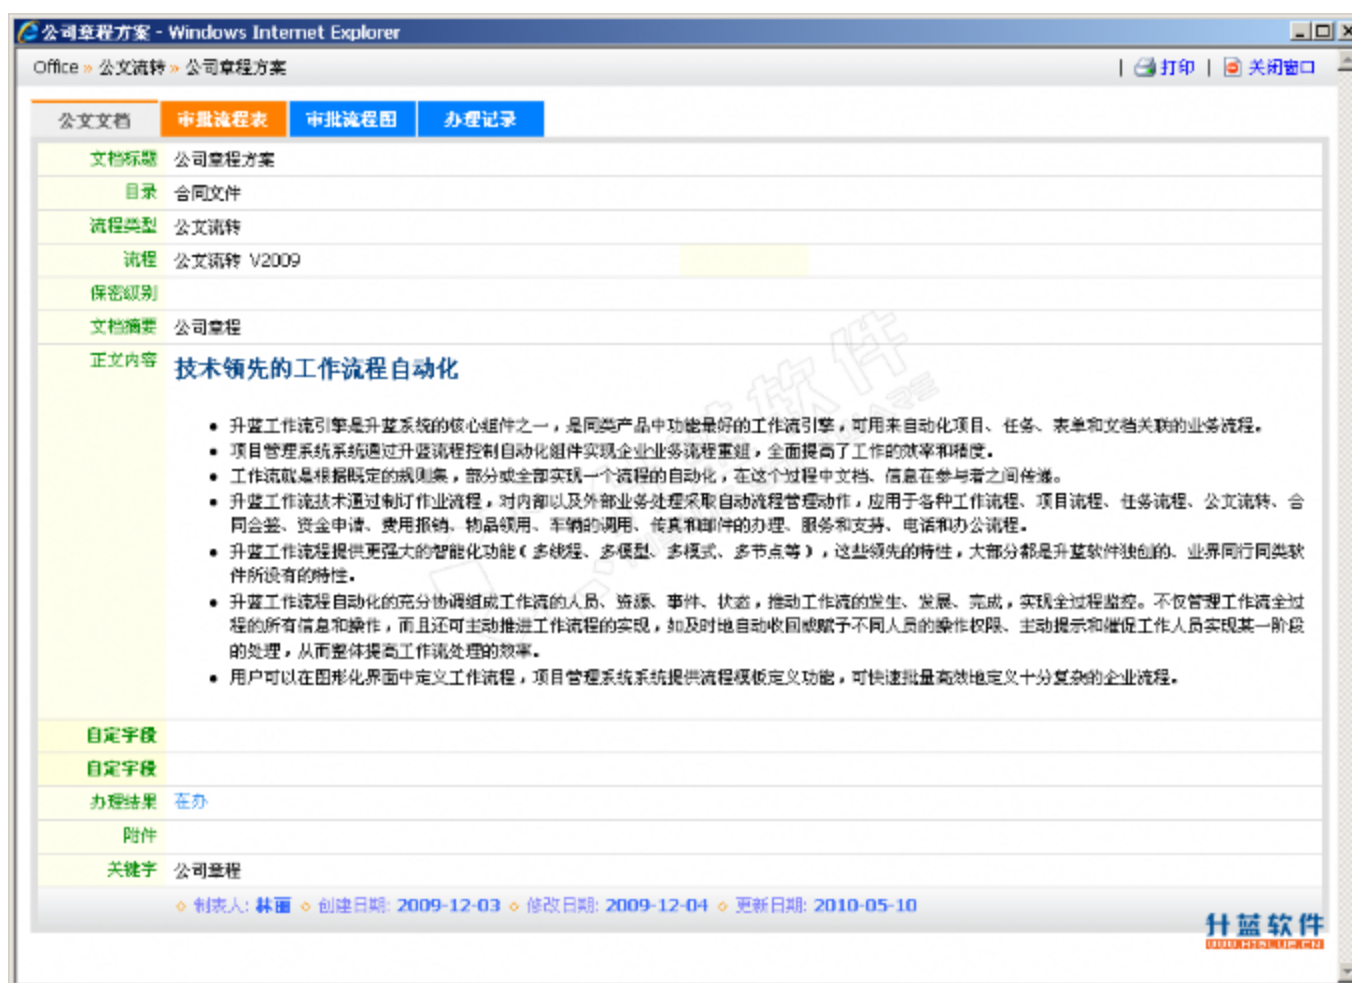 公司章程方案 - Windows Internet Explorer
Office » 公文流转 » 公司章程方案 | 打印 | 关闭窗口
公文文档 审批流程表 审批流程图 办理记录
文档标题 公司章程方案
目录 合同文件
流程类型 公文流转
流程 公文流转 V2009
保密级别
文档摘要 公司章程
正文内容 技术领先的工作流程自动化
• 升蓝工作流引擎是升蓝系统的核心组件之一，是同类产品中功能最好的工作流引擎，可用来自动化项目、任务、表单和文档关联的业务流程。
• 项目管理系统系统通过升蓝流程控制自动化组件实现企业业务流程重组，全面提高了工作的效率和精度。
• 工作流就是根据既定的规则集，部分或全部实现一个流程的自动化，在这个过程中文档、信息在参与者之间传递。
• 升蓝工作流技术通过制订作业流程，对内部以及外部业务处理采取自动流程管理动作，应用于各种工作流程、项目流程、任务流程、公文流转、合
同会签、资金申请、费用报销、物品领用、车辆的调用、传真和邮件的办理、服务和支持、电话和办公流程。
• 升蓝工作流程提供更强大的智能化功能（多线程、多模型、多模式、多节点等），这些领先的特性，大部分都是升蓝软件独创的、业界同行同类软
件所没有的特性。
• 升蓝工作流程自动化的充分协调组成工作流的人员、资源、事件、状态，推动工作流的发生、发展、完成，实现全过程监控。不仅管理工作流全过
程的所有信息和操作，而且还可主动推进工作流程的实现，如及时地自动收回或赋予不同人员的操作权限、主动提示和催促工作人员实现某一阶段
的处理，从而整体提高工作流处理的效率。
• 用户可以在图形化界面中定义工作流程，项目管理系统系统提供流程模板定义功能，可快速批量高效地定义十分复杂的企业流程。
自定字段
自定字段
办理结果 在办
附件
关键字 公司章程
制表人: 林丽 创建日期: 2009-12-03 修改日期: 2009-12-04 更新日期: 2010-05-10
升蓝软件